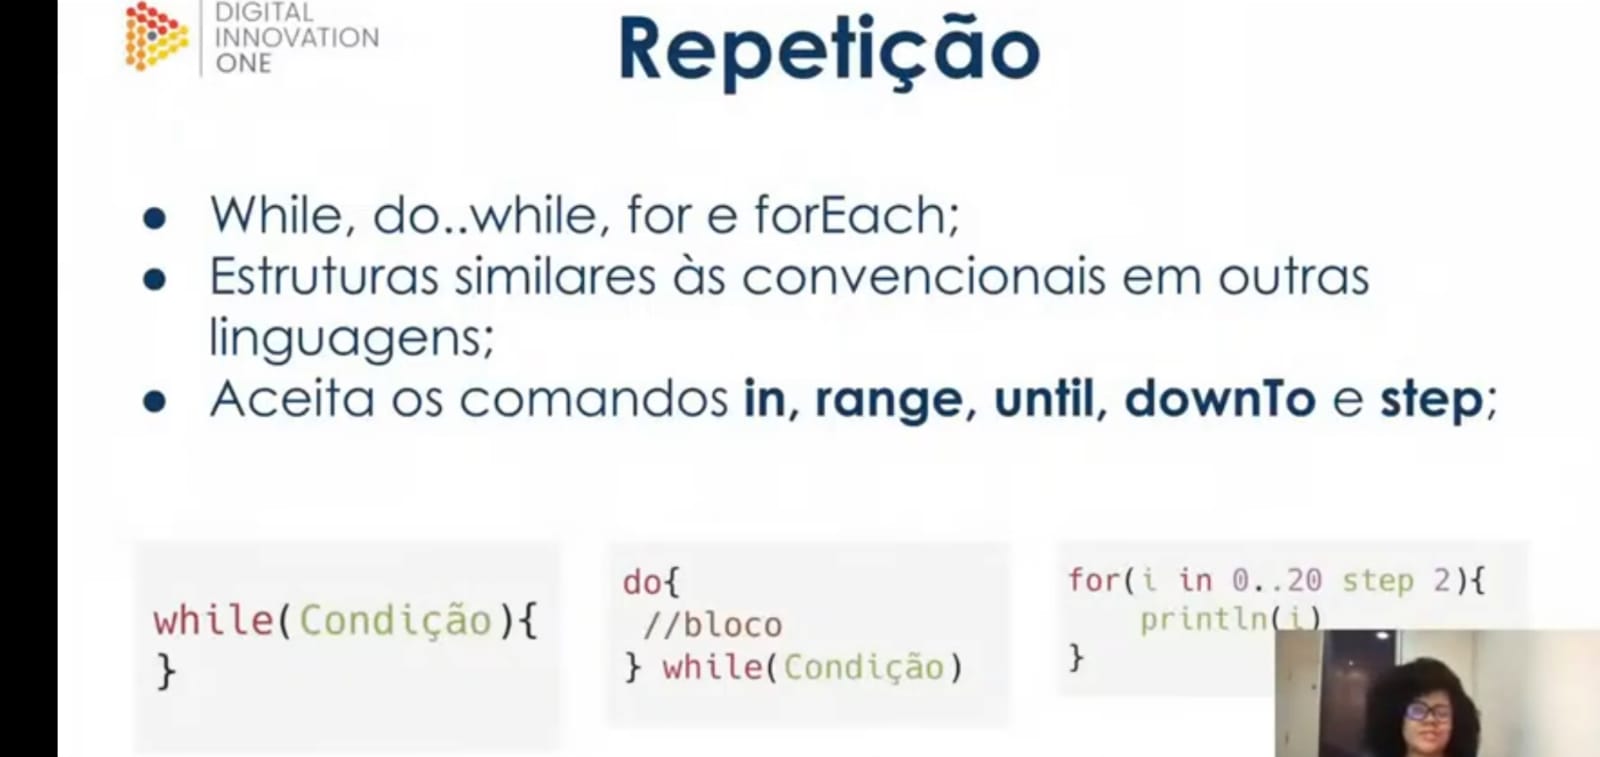 DIGITAL
INNOVATION
ONE
Repetição
● While, do..while, for e forEach;
● Estruturas similares às convencionais em outras
linguagens;
● Aceita os comandos in, range, until, downTo e step;
while(Condição){
}
do{
//bloco
} while(Condição)
for(i in 0..20 step 2){
println(i)
}